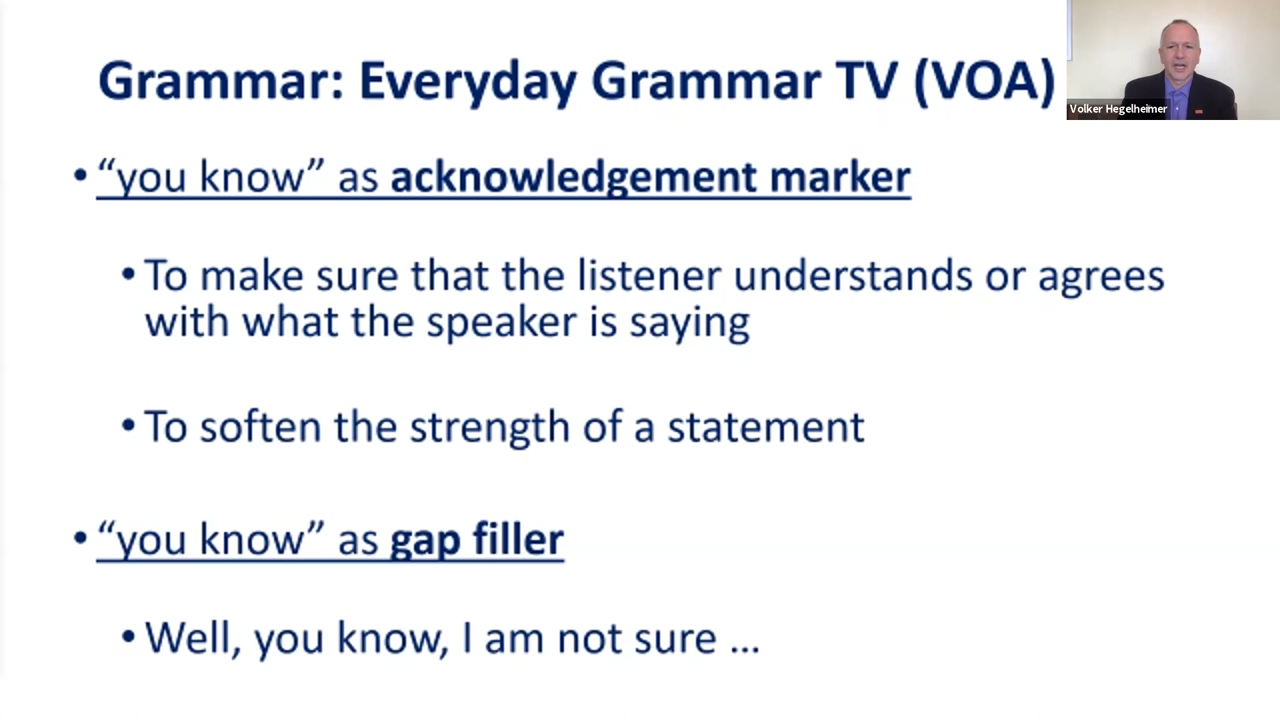 Grammar: Everyday Grammar TV (VOA)
Volker Hegelheimer
• “you know” as acknowledgement marker
• To make sure that the listener understands or agrees
with what the speaker is saying
• To soften the strength of a statement
• “you know” as gap filler
• Well, you know, I am not sure ...